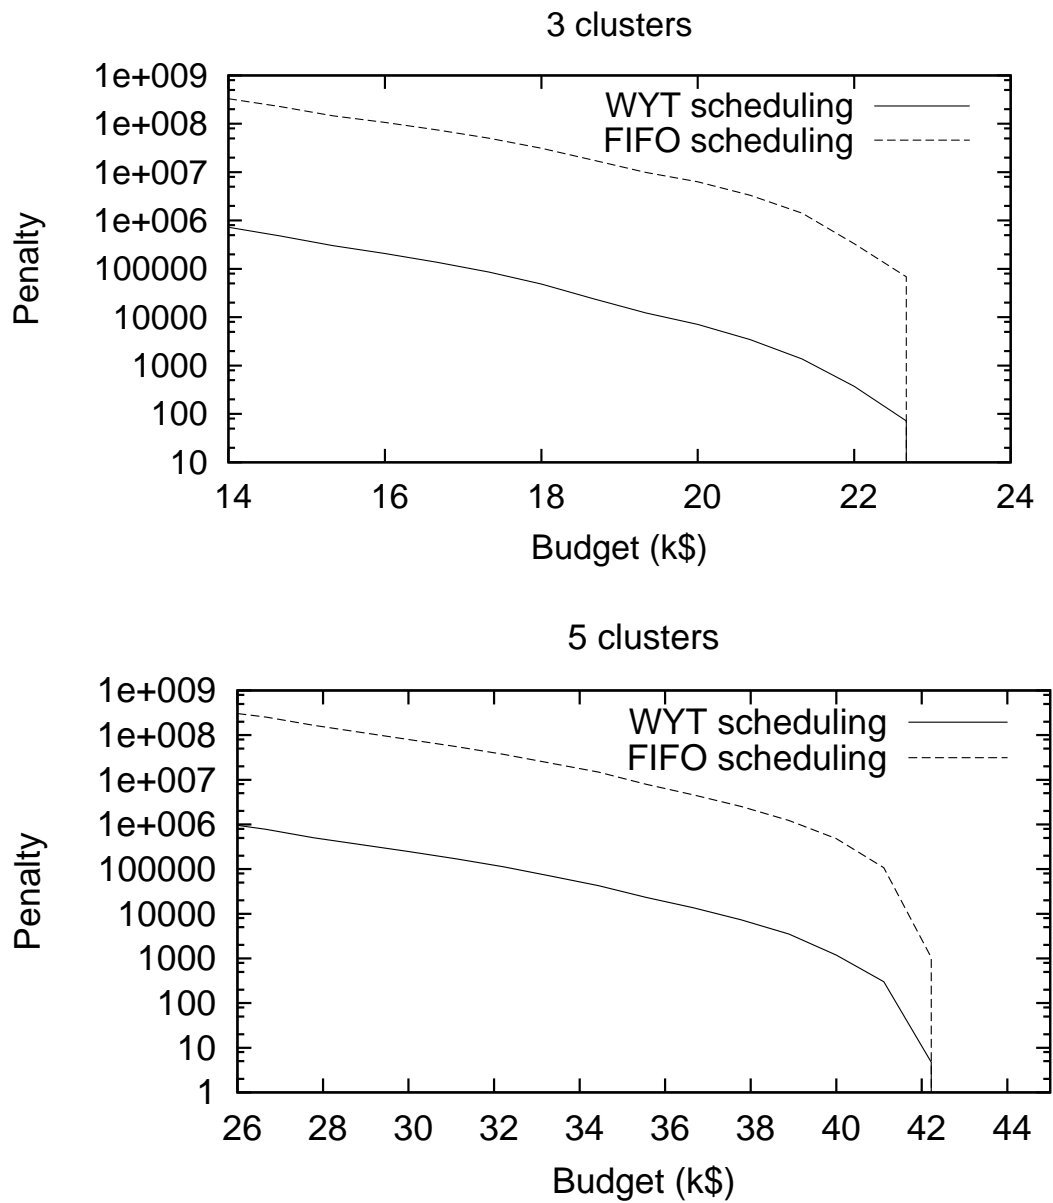 3 clusters
1e+009
1e+008
1e+007
1e+006
100000
10000
1000
100
10
Penalty
WYT scheduling
FIFO scheduling
14 16 18 20 22 24
Budget (k$)
5 clusters
1e+009
1e+008
1e+007
1e+006
100000
10000
1000
100
10
1
Penalty
WYT scheduling
FIFO scheduling
26 28 30 32 34 36 38 40 42 44
Budget (k$)